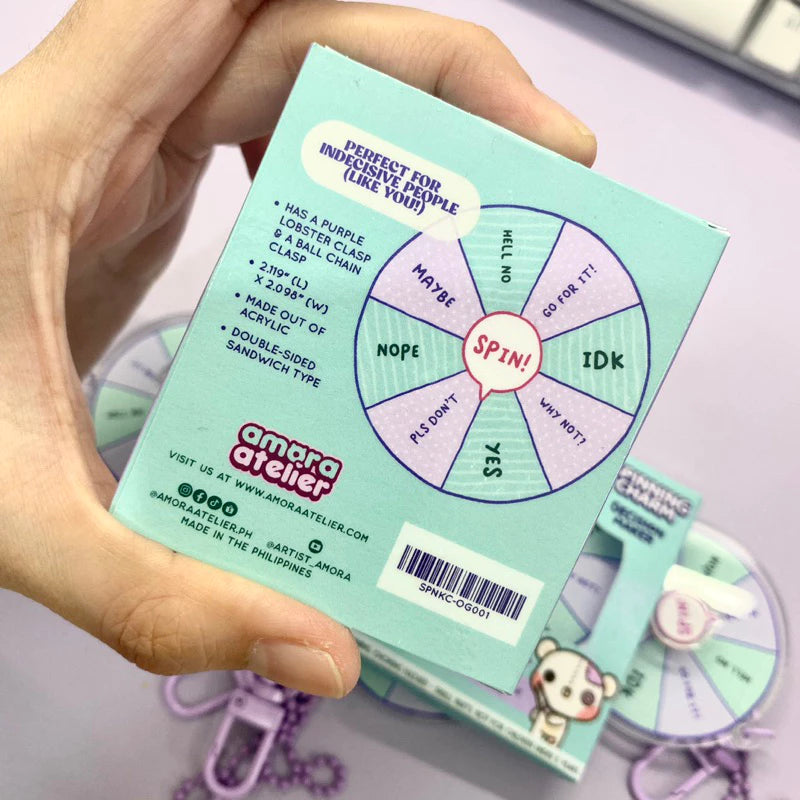 PERFECT FOR
INDECISIVE PEOPLE
(LIKE YOU!)
• HAS A PURPLE
LOBSTER CLASP
& A BALL CHAIN
CLASP
• 2.119" (L)
X 2.098" (W)
• MADE OUT OF
ACRYLIC
• DOUBLE-SIDED
SANDWICH TYPE
HELL NO
GO FOR IT!
IDK
WHY NOT?
YES
PLS DON'T
NOPE
MAYBE
SPIN!
amara
atelier
VISIT US AT WWW.AMORAATELIER.COM
@AMORAATELIER.PH
@ARTIST_AMORA
MADE IN THE PHILIPPINES
SPNKC-OG001
SPINNING
CHARM
DECISION
MAKER
IDK
SPIN!